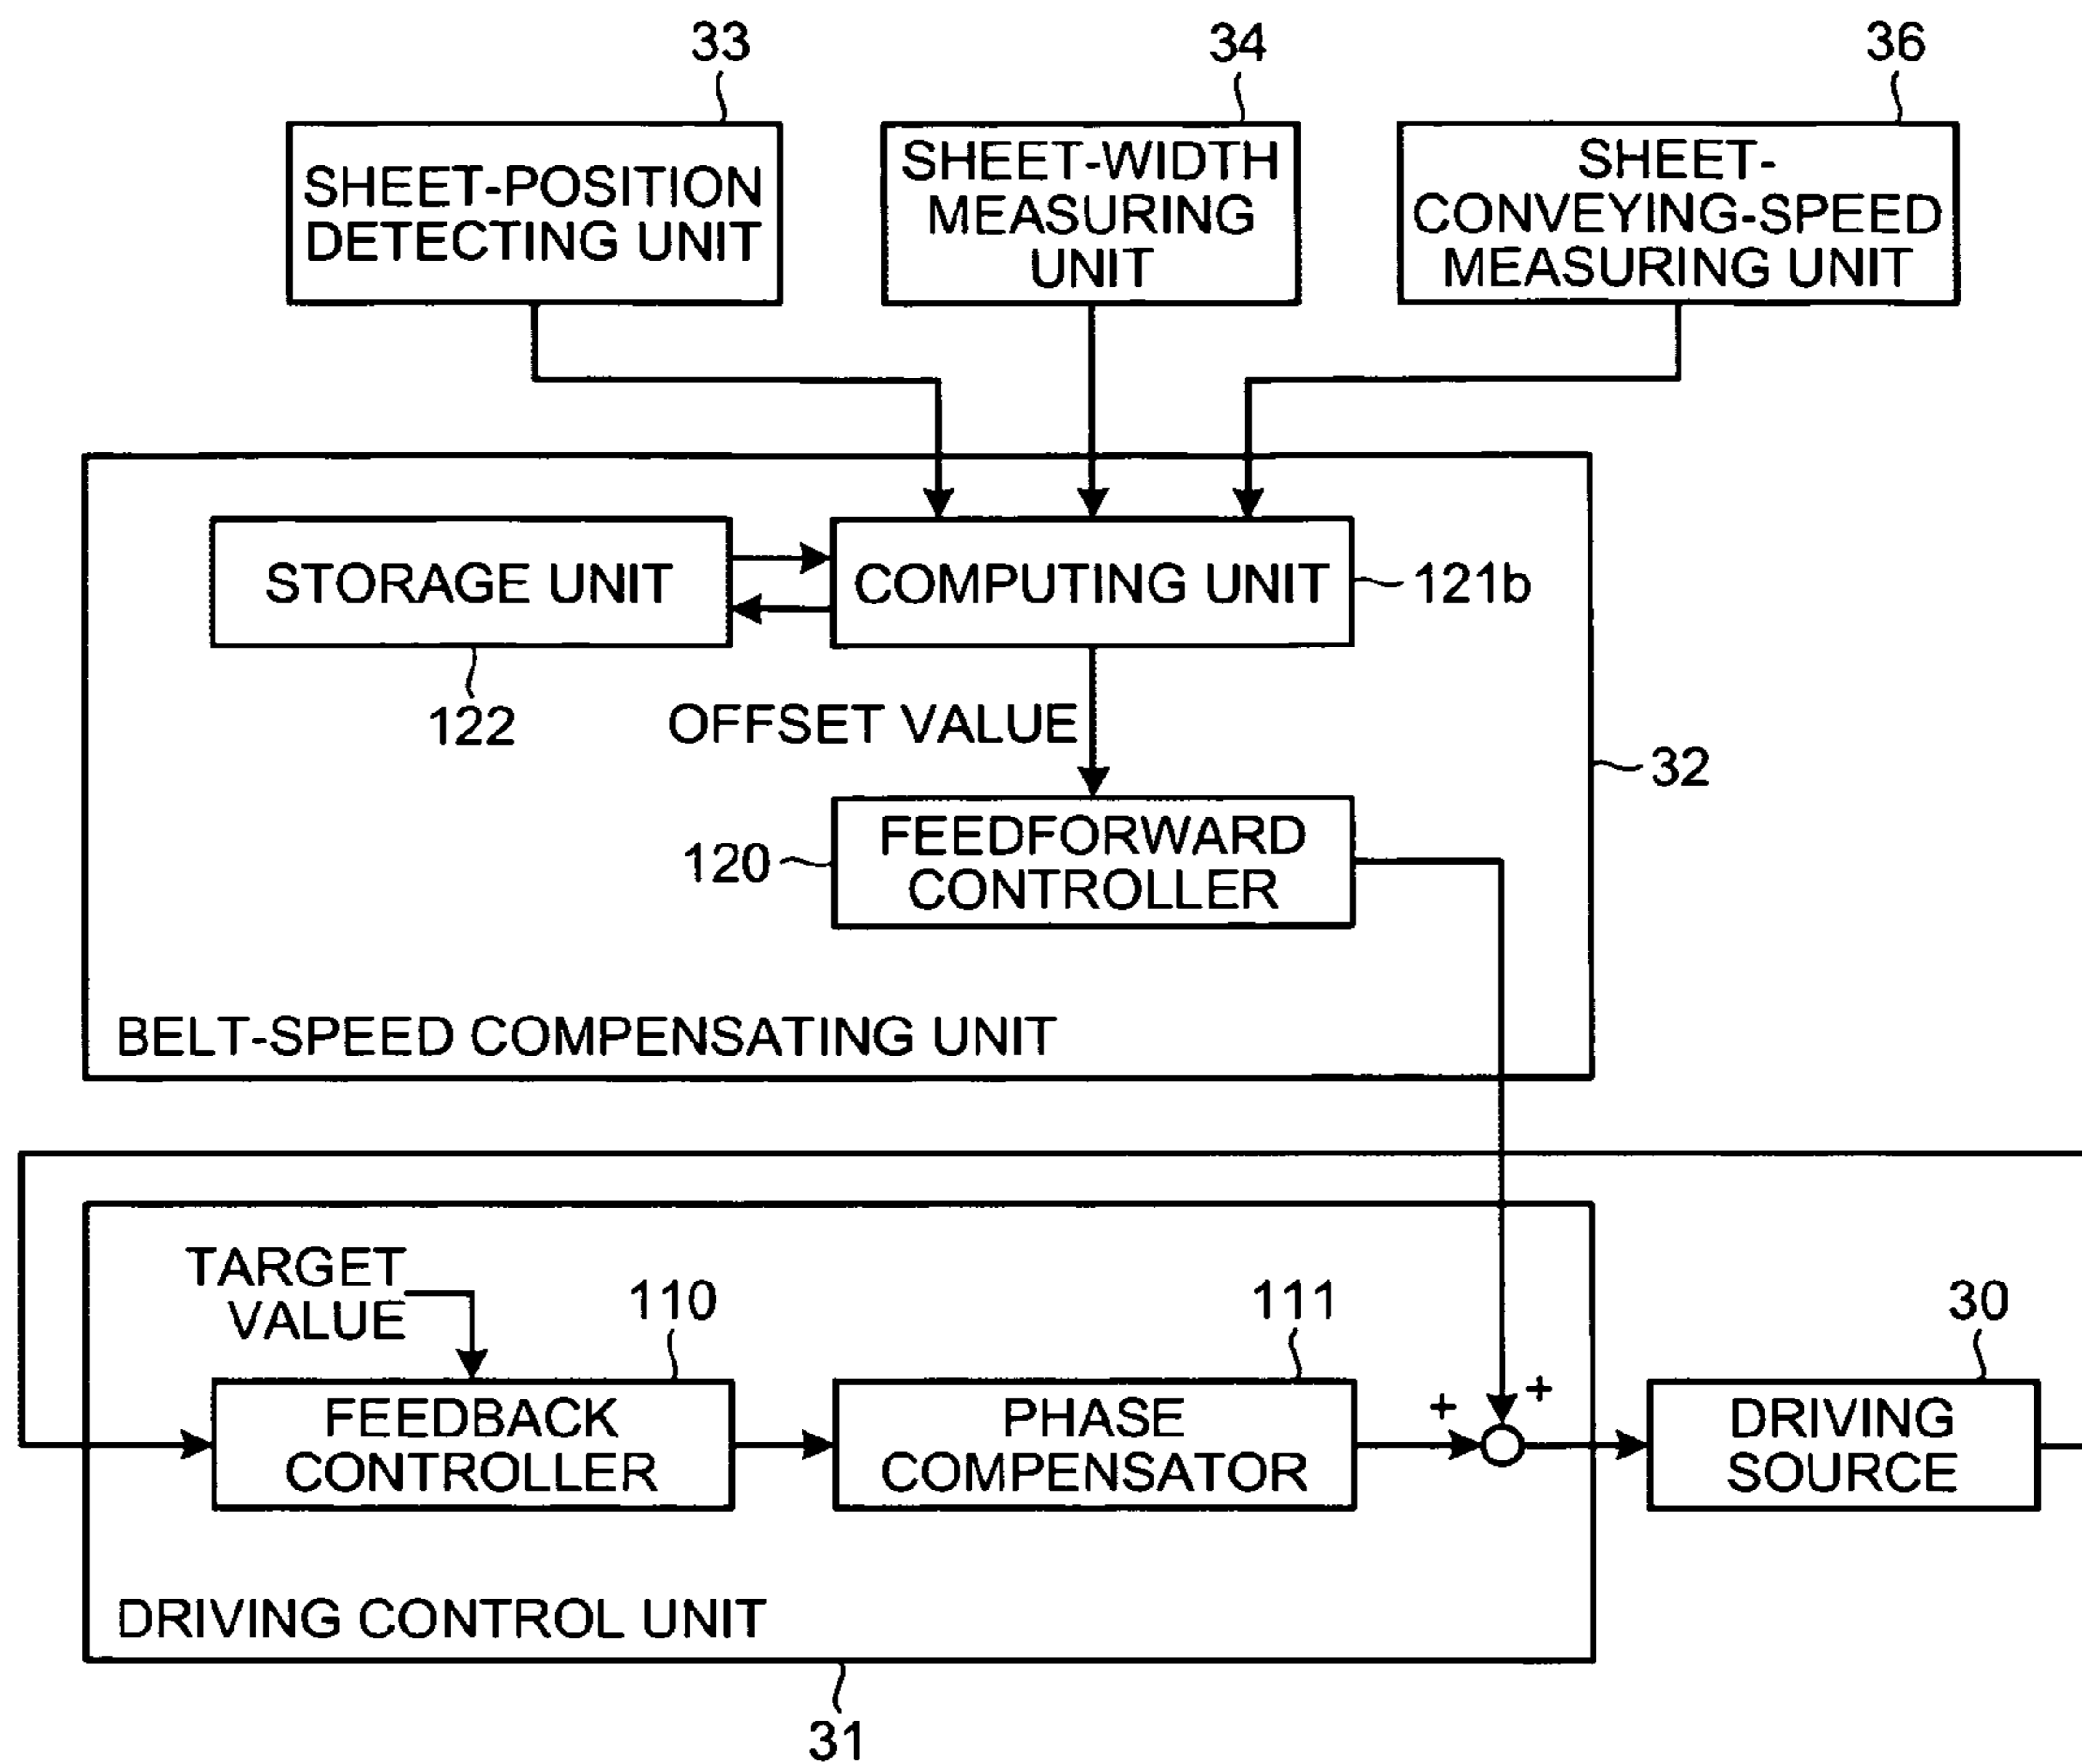 33
34
36
SHEET-POSITION
DETECTING UNIT
SHEET-WIDTH
MEASURING
UNIT
SHEET-
CONVEYING-SPEED
MEASURING UNIT
STORAGE UNIT
COMPUTING UNIT
121b
122
OFFSET VALUE
32
120
FEEDFORWARD
CONTROLLER
BELT-SPEED COMPENSATING UNIT
TARGET
VALUE
110
111
30
FEEDBACK
CONTROLLER
PHASE
COMPENSATOR
+
+
DRIVING
SOURCE
DRIVING CONTROL UNIT
31